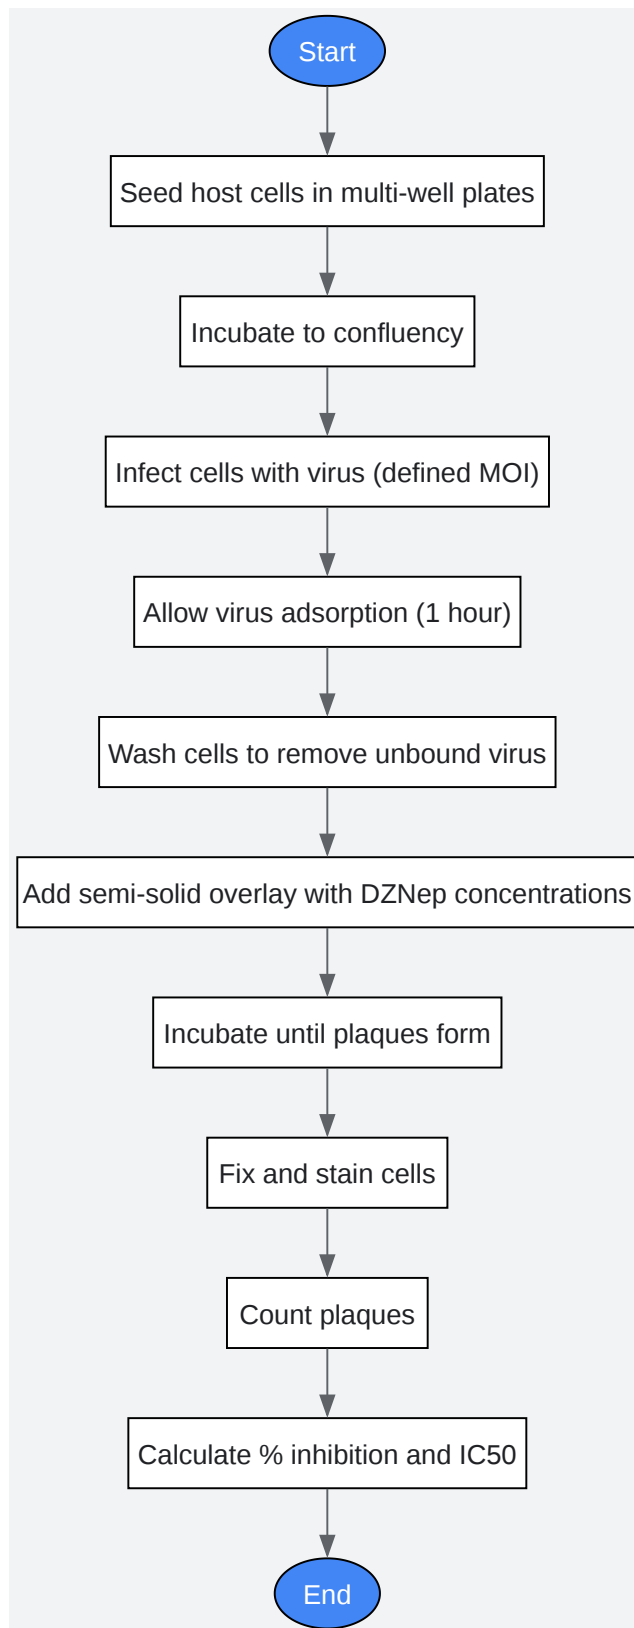 Start
Seed host cells in multi-well plates
Incubate to confluency
Infect cells with virus (defined MOI)
Allow virus adsorption (1 hour)
Wash cells to remove unbound virus
Add semi-solid overlay with DZNep concentrations
Incubate until plaques form
Fix and stain cells
Count plaques
Calculate % inhibition and IC50
End